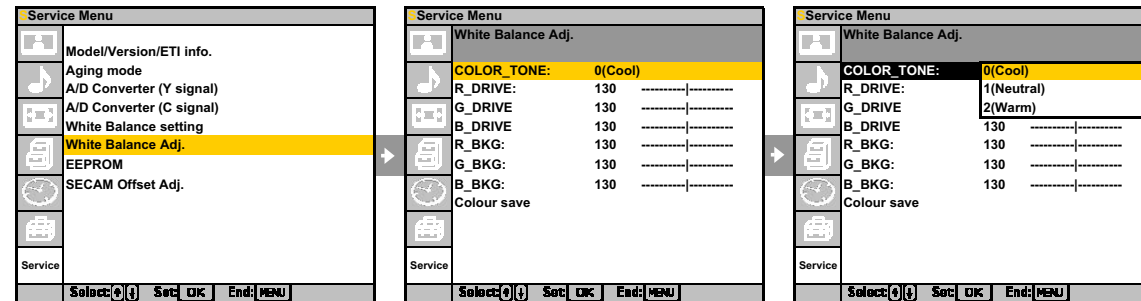 Service Menu
Model/Version/ETI info.
Aging mode
A/D Converter (Y signal)
A/D Converter (C signal)
White Balance setting
White Balance Adj.
EEPROM
SECAM Offset Adj.
Service
Select: Set: OK End: MENU
Service Menu
White Balance Adj.
COLOR_TONE: 0(Cool)
R_DRIVE: 130 ----------|----------
G_DRIVE 130 ----------|----------
B_DRIVE 130 ----------|----------
R_BKG: 130 ----------|----------
G_BKG: 130 ----------|----------
B_BKG: 130 ----------|----------
Colour save
Service
Select: Set: OK End: MENU
Service Menu
White Balance Adj.
COLOR_TONE: 0(Cool)
R_DRIVE: 1(Neutral)
G_DRIVE 2(Warm)
B_DRIVE 130 ----------|----------
R_BKG: 130 ----------|----------
G_BKG: 130 ----------|----------
B_BKG: 130 ----------|----------
Colour save
Service
Select: Set: OK End: MENU